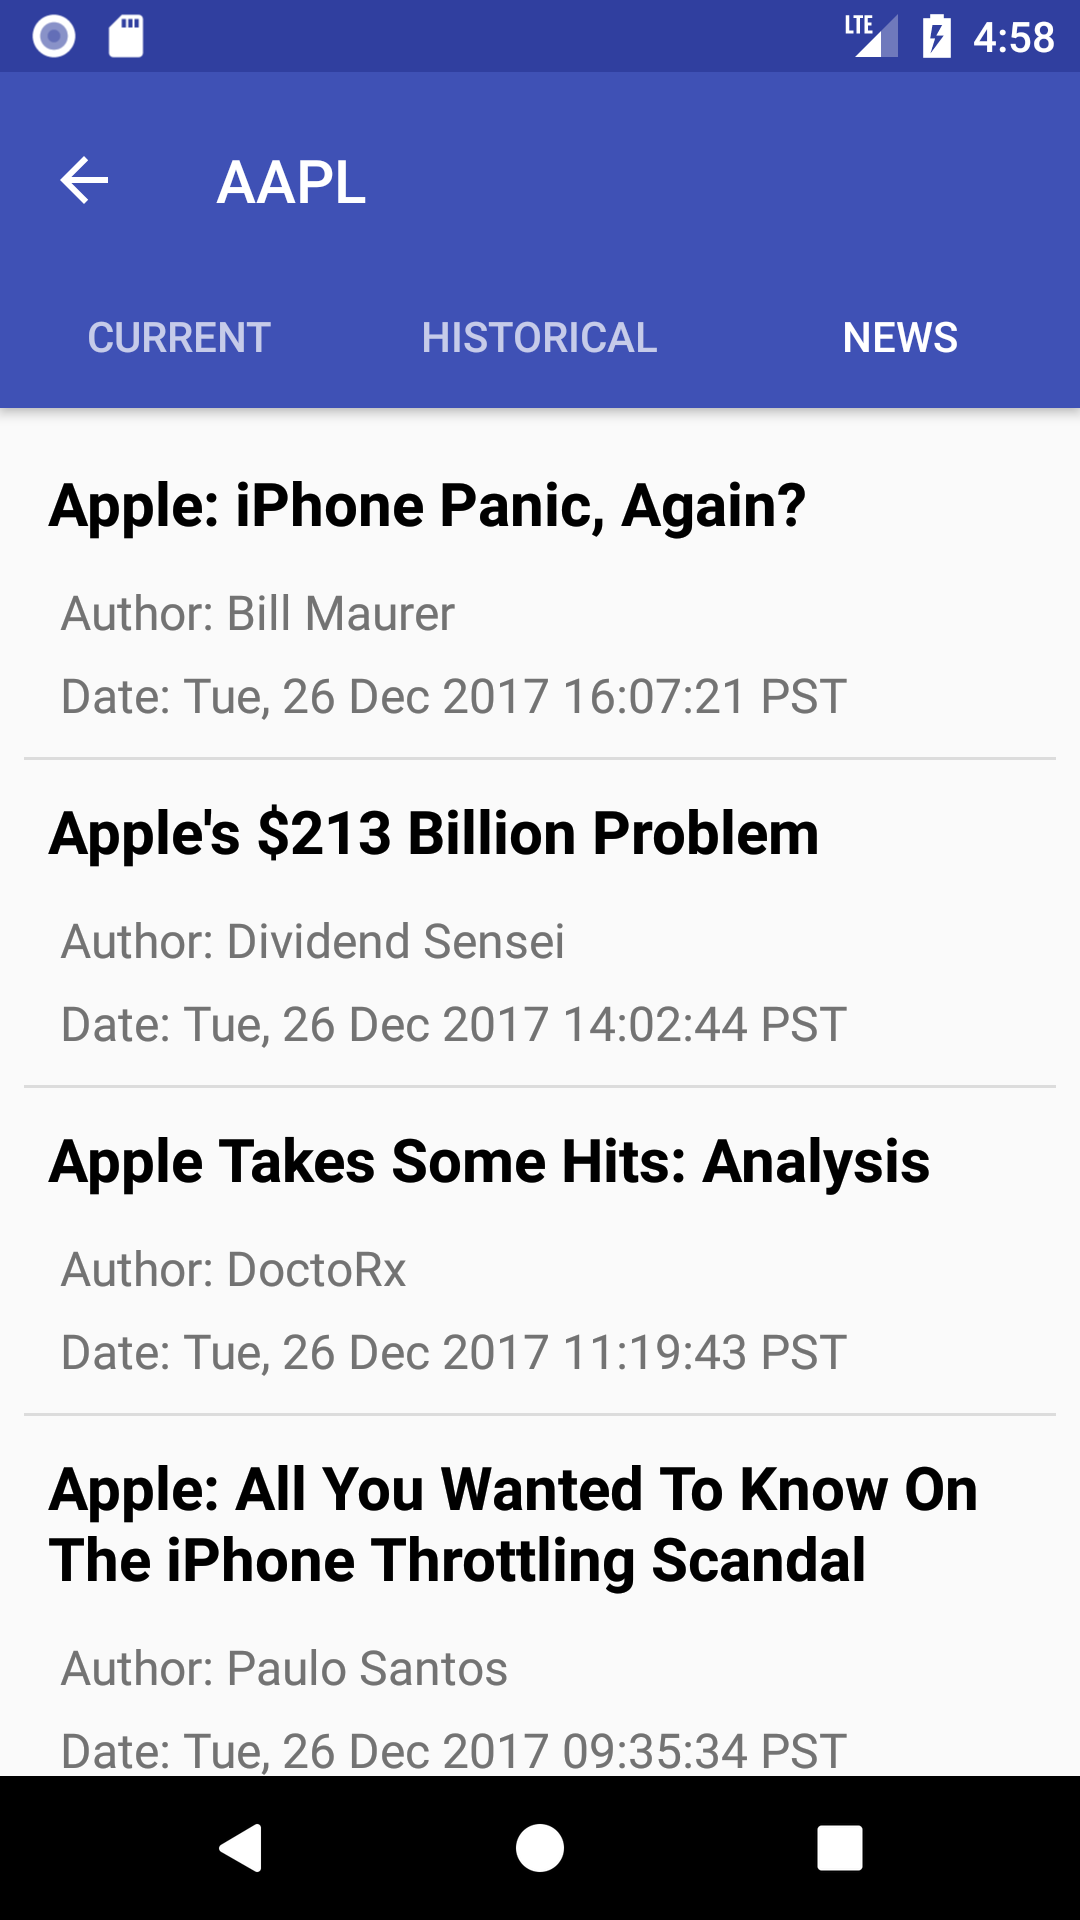 LTE 4:58
AAPL
CURRENT HISTORICAL NEWS
Apple: iPhone Panic, Again?
Author: Bill Maurer
Date: Tue, 26 Dec 2017 16:07:21 PST
Apple's $213 Billion Problem
Author: Dividend Sensei
Date: Tue, 26 Dec 2017 14:02:44 PST
Apple Takes Some Hits: Analysis
Author: DoctoRx
Date: Tue, 26 Dec 2017 11:19:43 PST
Apple: All You Wanted To Know On
The iPhone Throttling Scandal
Author: Paulo Santos
Date: Tue, 26 Dec 2017 09:35:34 PST